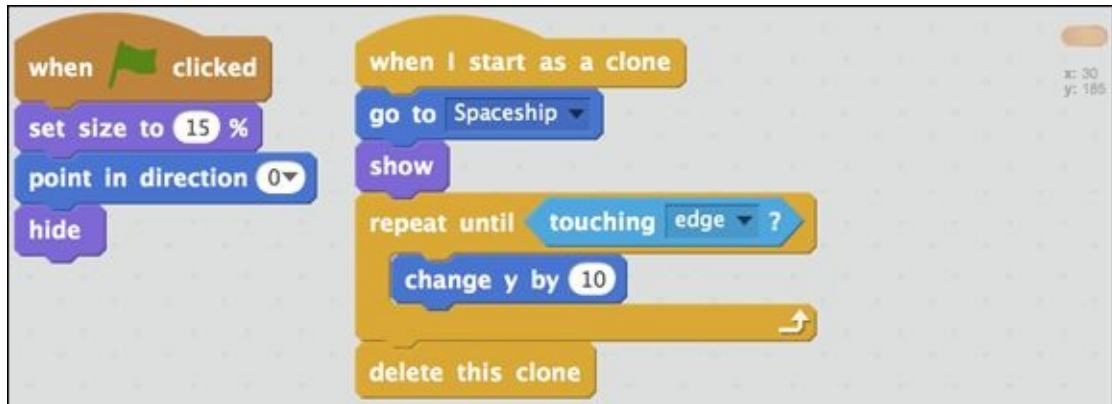 when clicked
set size to 15 %
point in direction 0
hide
when I start as a clone
go to Spaceship
show
repeat until touching edge ?
change y by 10
delete this clone
x: 30
y: 185